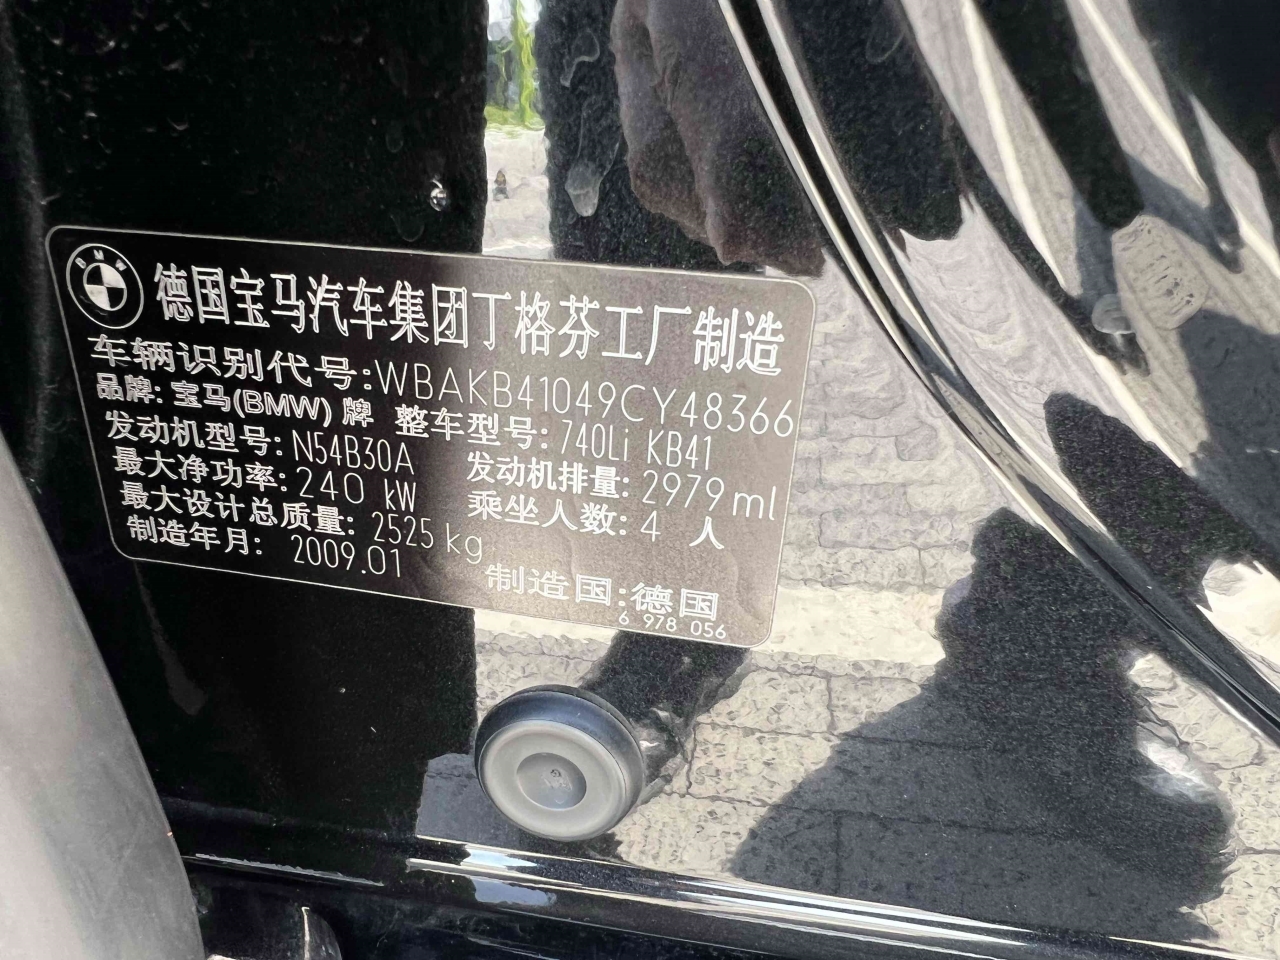 BMW
德国宝马汽车集团丁格芬工厂制造
车辆识别代号:WBAKB41049CY48366
品牌: 宝马(BMW) 牌 整车型号: 740Li KB41
发动机型号: N54B30A 发动机排量: 2979 ml
最大净功率: 240 kW 乘坐人数: 4 人
最大设计总质量: 2525 kg
制造年月: 2009.01 制造国: 德国
6 978 056